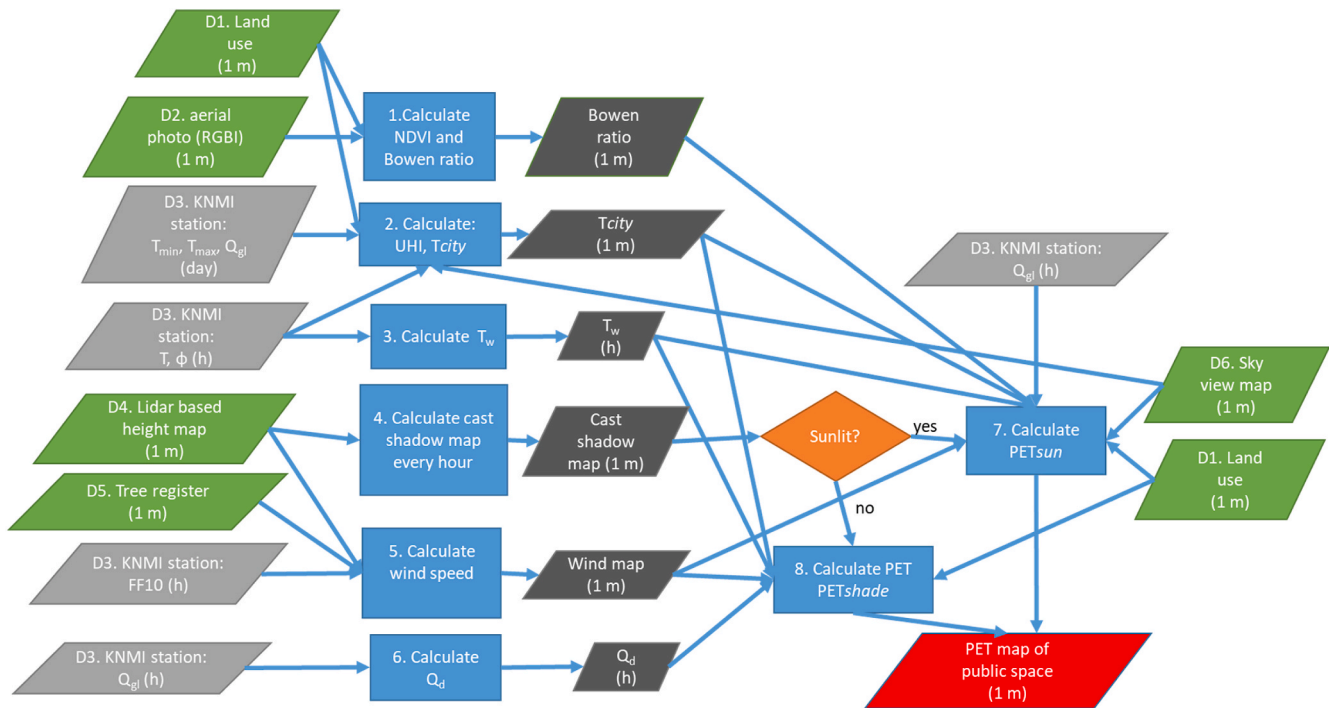 D1. Land
use
(1 m)
D2. aerial
photo (RGBI)
(1 m)
1.Calculate
NDVI and
Bowen ratio
Bowen
ratio
(1 m)
D3. KNMI
station:
Tmin, Tmax, Qgl
(day)
2. Calculate:
UHI, Tcity
Tcity
(1 m)
D3. KNMI station:
Qgl (h)
D3. KNMI
station:
T, ϕ (h)
3. Calculate Tw
Tw
(h)
D6. Sky
view map
(1 m)
D4. Lidar based
height map
(1 m)
4. Calculate cast
shadow map
every hour
Cast
shadow
map (1 m)
Sunlit?
yes
no
7. Calculate
PETsun
D1. Land
use
(1 m)
D5. Tree register
(1 m)
D3. KNMI station:
FF10 (h)
5. Calculate
wind speed
Wind map
(1 m)
8. Calculate PET
PETshade
D3. KNMI station:
Qgl (h)
6. Calculate
Qd
Qd
(h)
PET map of
public space
(1 m)